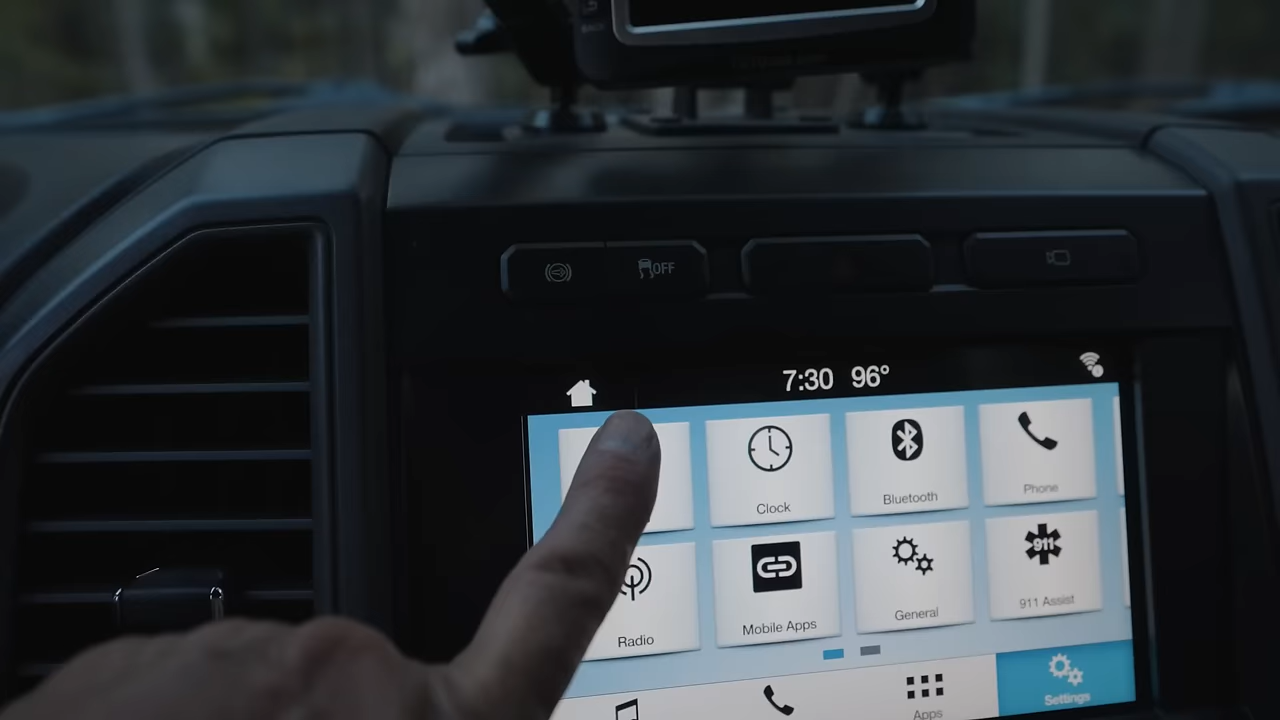 OFF
7:30 96°
Clock
Bluetooth
Phone
911
Radio
Mobile Apps
General
911 Assist
Apps
Settings